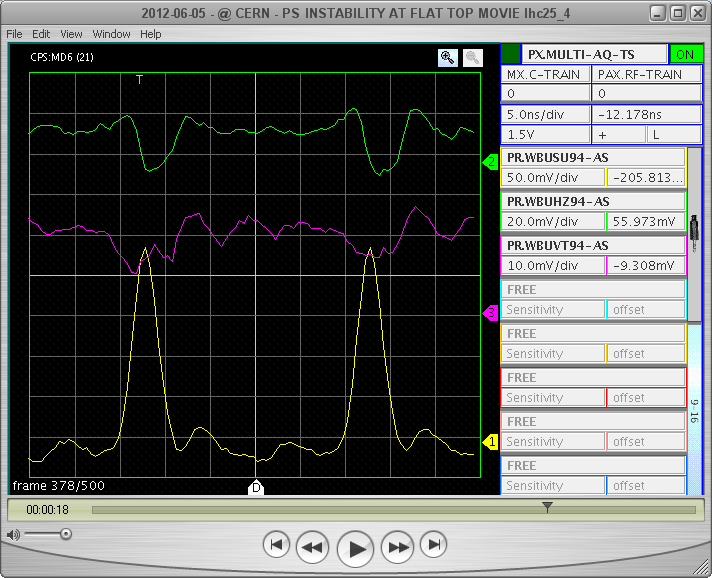 2012-06-05 - @ CERN - PS INSTABILITY AT FLAT TOP MOVIE lhc25_4
File Edit View Window Help
CPS:MD6 (21)
T
2
3
1
frame 378/500
D
PX.MULTI-AQ-TS ON
MX.C-TRAIN PAX.RF-TRAIN
0 0
5.0ns/div -12.178ns
1.5V + L
PR.WBUSU94-AS
50.0mV/div -205.813...
PR.WBUHZ94-AS
20.0mV/div 55.973mV
PR.WBUVT94-AS
10.0mV/div -9.308mV
FREE
Sensitivity offset
FREE
Sensitivity offset
FREE
Sensitivity offset
FREE
Sensitivity offset
FREE
Sensitivity offset
9-16
00:00:18